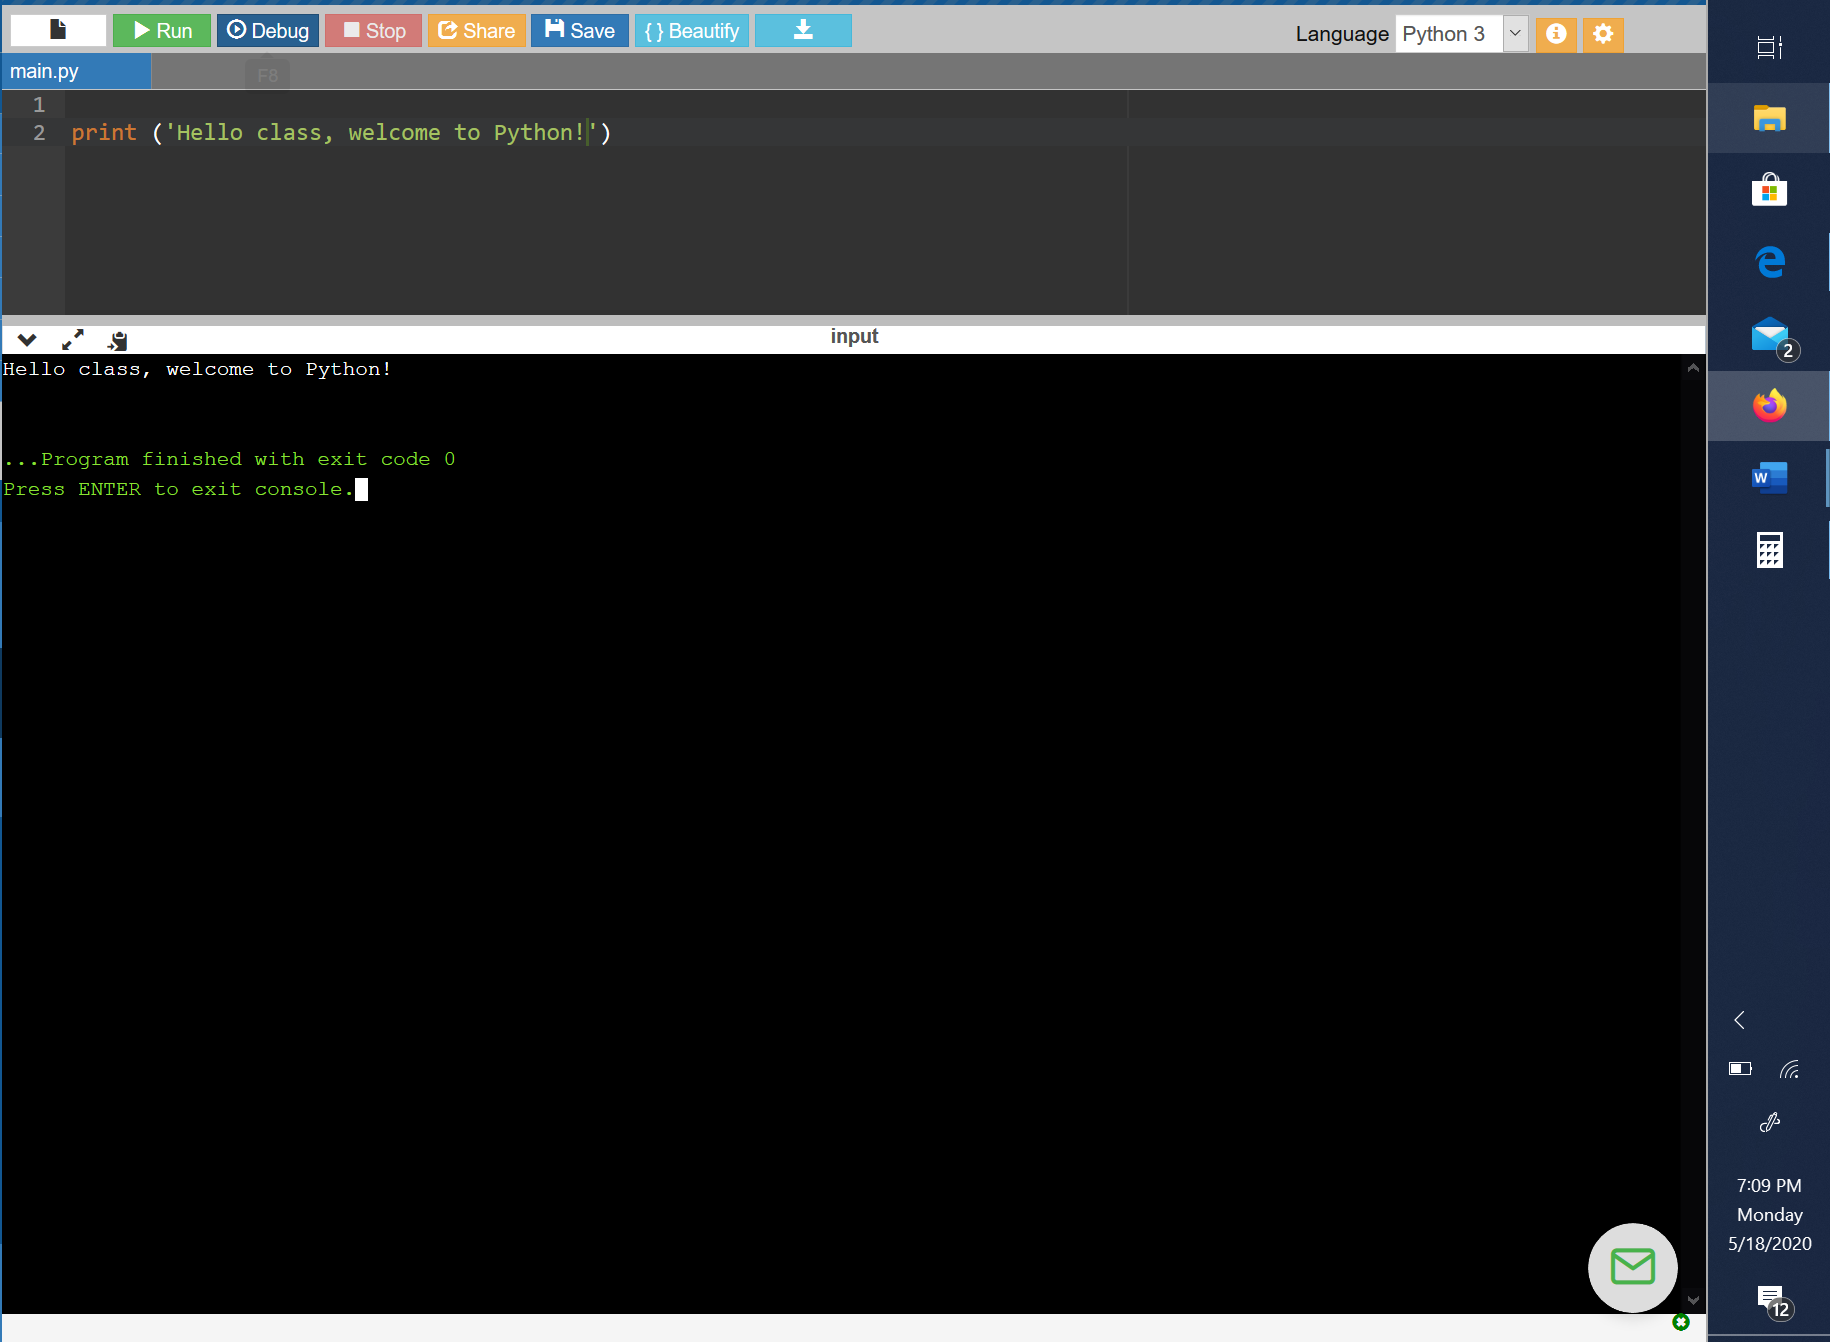 Run Debug Stop Share Save { } Beautify Language Python 3
main.py F8
1
2 print ('Hello class, welcome to Python!')
input
Hello class, welcome to Python!
...Program finished with exit code 0
Press ENTER to exit console.
2
W
7:09 PM
Monday
5/18/2020
12